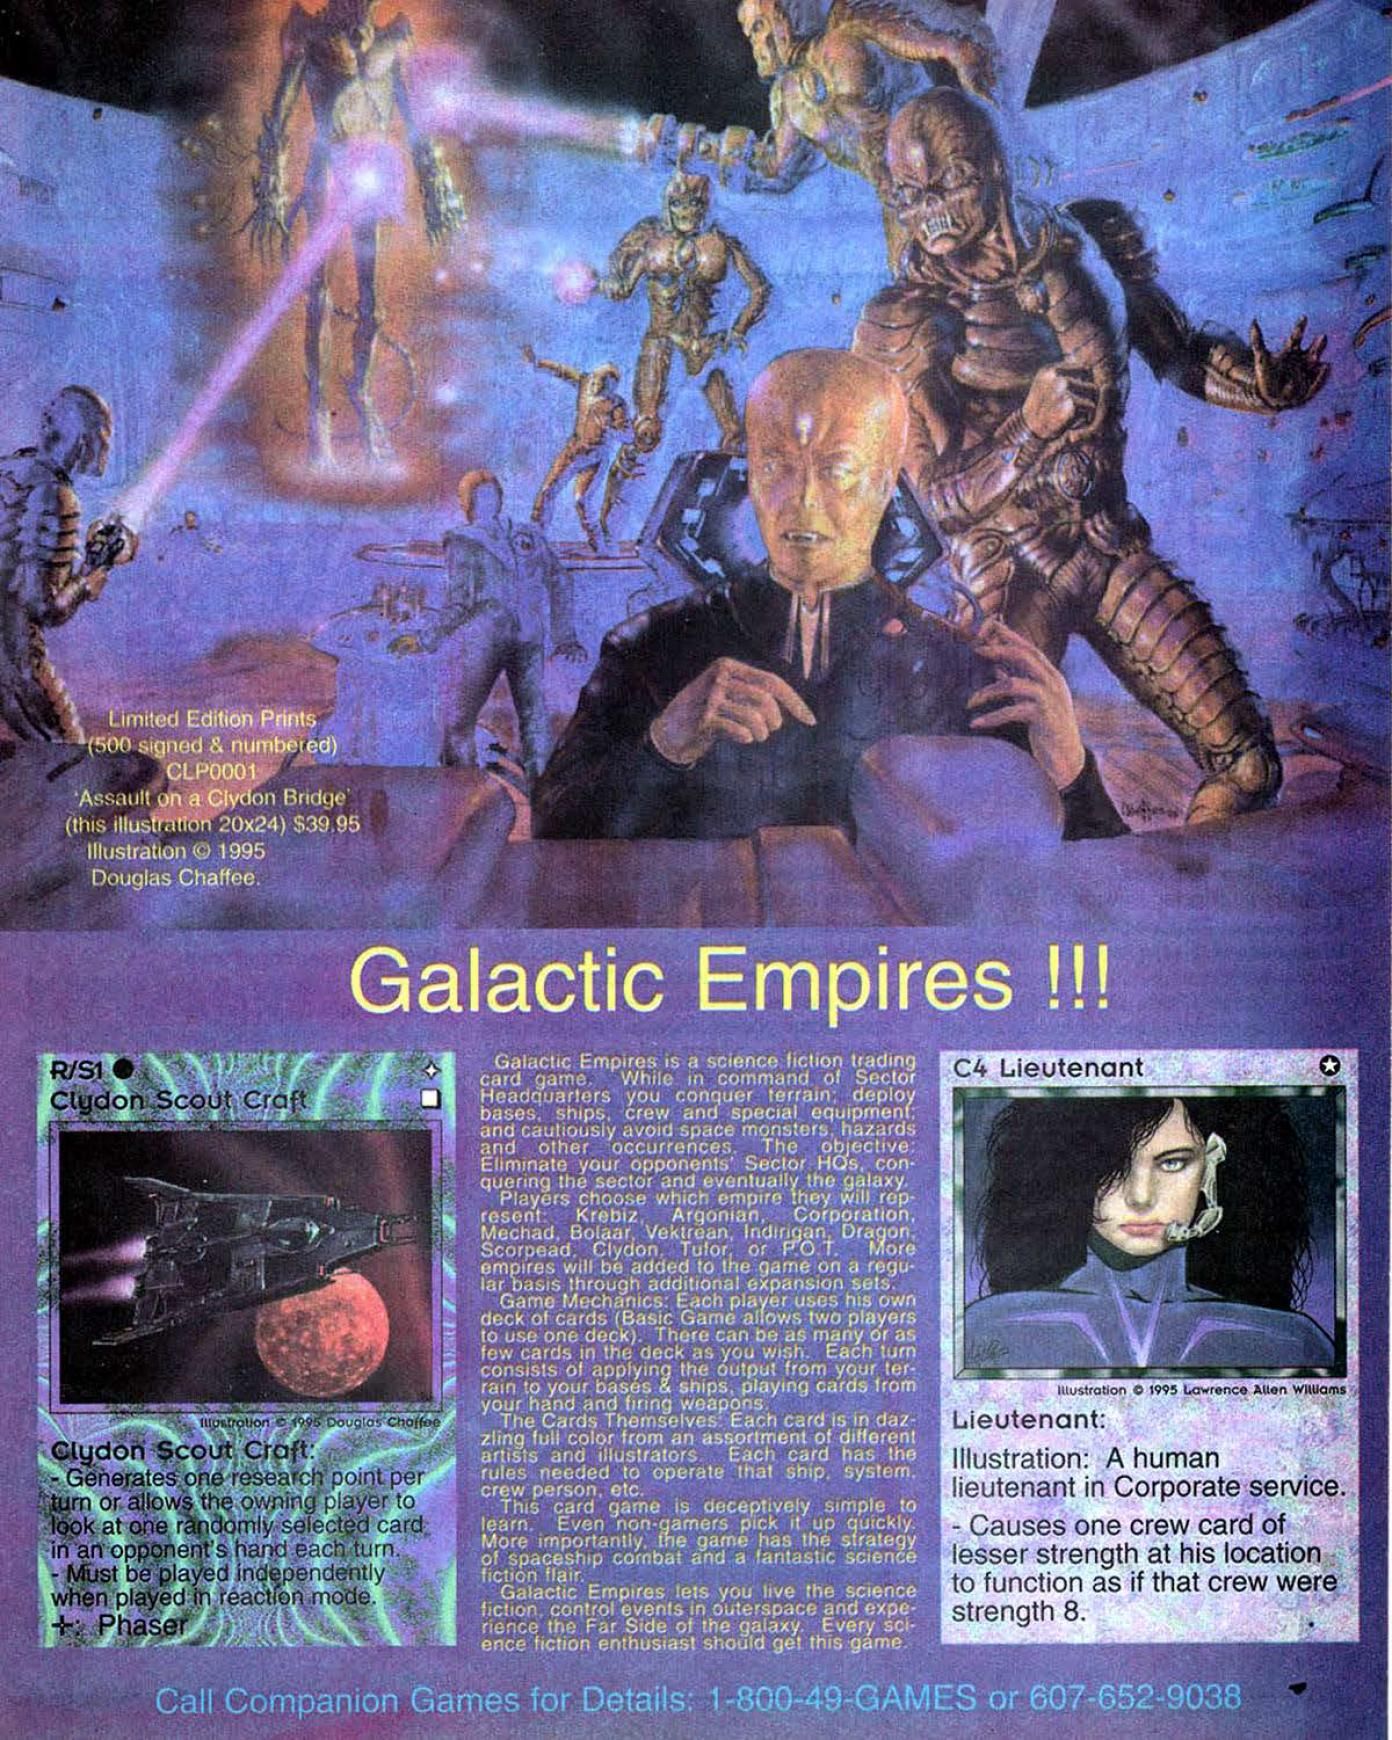 Limited Edition Prints
(500 signed & numbered)
CLP0001
'Assault on a Clydon Bridge'
(this illustration 20x24) $39.95
Illustration © 1995
Douglas Chaffee.
Galactic Empires !!!
R/S1
Clydon Scout Craft
Illustration © 1995 Douglas Chaffee
Clydon Scout Craft:
- Generates one research point per
turn or allows the owning player to
look at one randomly selected card
in an opponent's hand each turn.
- Must be played independently
when played in reaction mode.
+: Phaser
Galactic Empires is a science fiction trading
card game. While in command of Sector
Headquarters you conquer terrain; deploy
bases, ships, crew and special equipment;
and cautiously avoid space monsters, hazards
and other occurrences. The objective:
Eliminate your opponents' Sector HQs, con-
quering the sector and eventually the galaxy.
Players choose which empire they will rep-
resent: Krebiz, Argonian, Corporation,
Mechad, Bolaar, Vektrean, Indirigan, Dragon,
Scorpead, Clydon, Tufor, or P.O.T. More
empires will be added to the game on a regu-
lar basis through additional expansion sets.
Game Mechanics: Each player uses his own
deck of cards (Basic Game allows two players
to use one deck). There can be as many or as
few cards in the deck as you wish. Each turn
consists of applying the output from your ter-
rain to your bases & ships, playing cards from
your hand and firing weapons.
The Cards Themselves: Each card is in daz-
zling full color from an assortment of different
artists and illustrators. Each card has the
rules needed to operate that ship, system,
crew person, etc.
This card game is deceptively simple to
learn. Even non-gamers pick it up quickly.
More importantly, the game has the strategy
of spaceship combat and a fantastic science
fiction flair.
Galactic Empires lets you live the science
fiction, control events in outerspace and expe-
rience the Far Side of the galaxy. Every sci-
ence fiction enthusiast should get this game.
C4 Lieutenant
Illustration © 1995 Lawrence Allen Williams
Lieutenant:
Illustration: A human
lieutenant in Corporate service.
- Causes one crew card of
lesser strength at his location
to function as if that crew were
strength 8.
Call Companion Games for Details: 1-800-49-GAMES or 607-652-9038